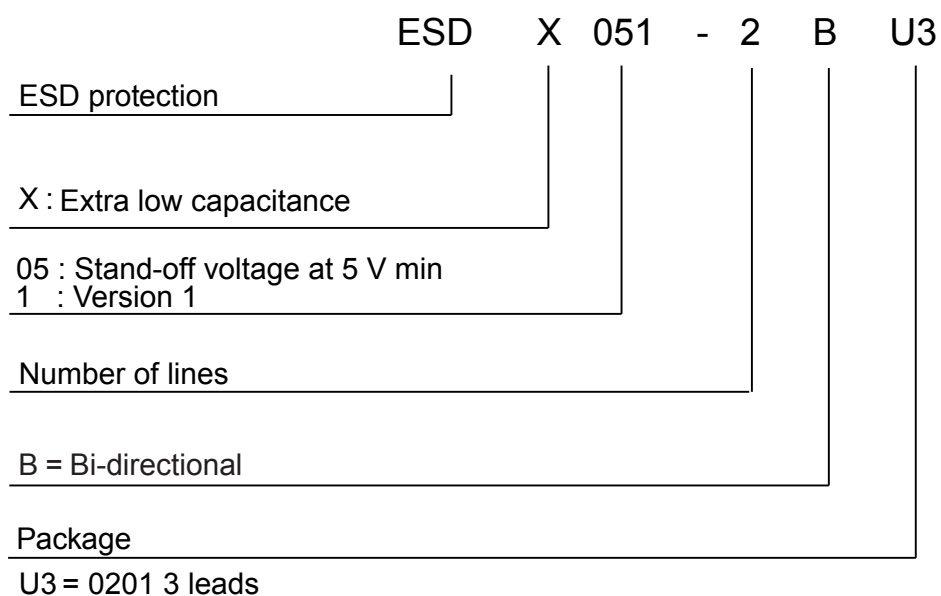 ESD X 051 - 2 B U3
ESD protection
X : Extra low capacitance
05 : Stand-off voltage at 5 V min
1 : Version 1
Number of lines
B = Bi-directional
Package
U3 = 0201 3 leads